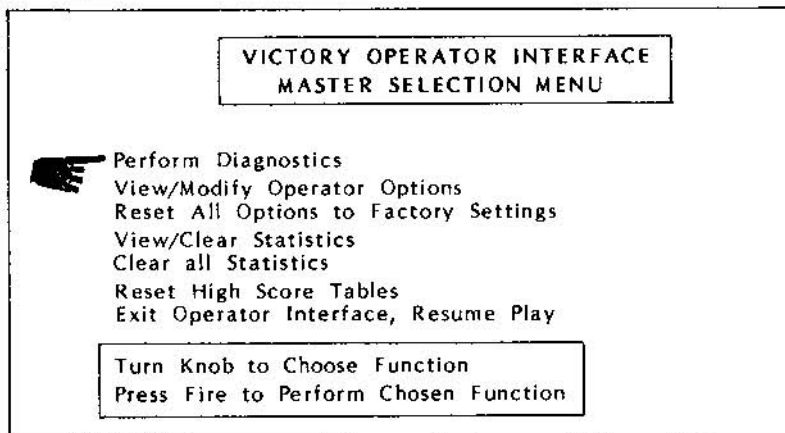 VICTORY OPERATOR INTERFACE
MASTER SELECTION MENU
Perform Diagnostics
View/Modify Operator Options
Reset All Options to Factory Settings
View/Clear Statistics
Clear all Statistics
Reset High Score Tables
Exit Operator Interface, Resume Play
Turn Knob to Choose Function
Press Fire to Perform Chosen Function